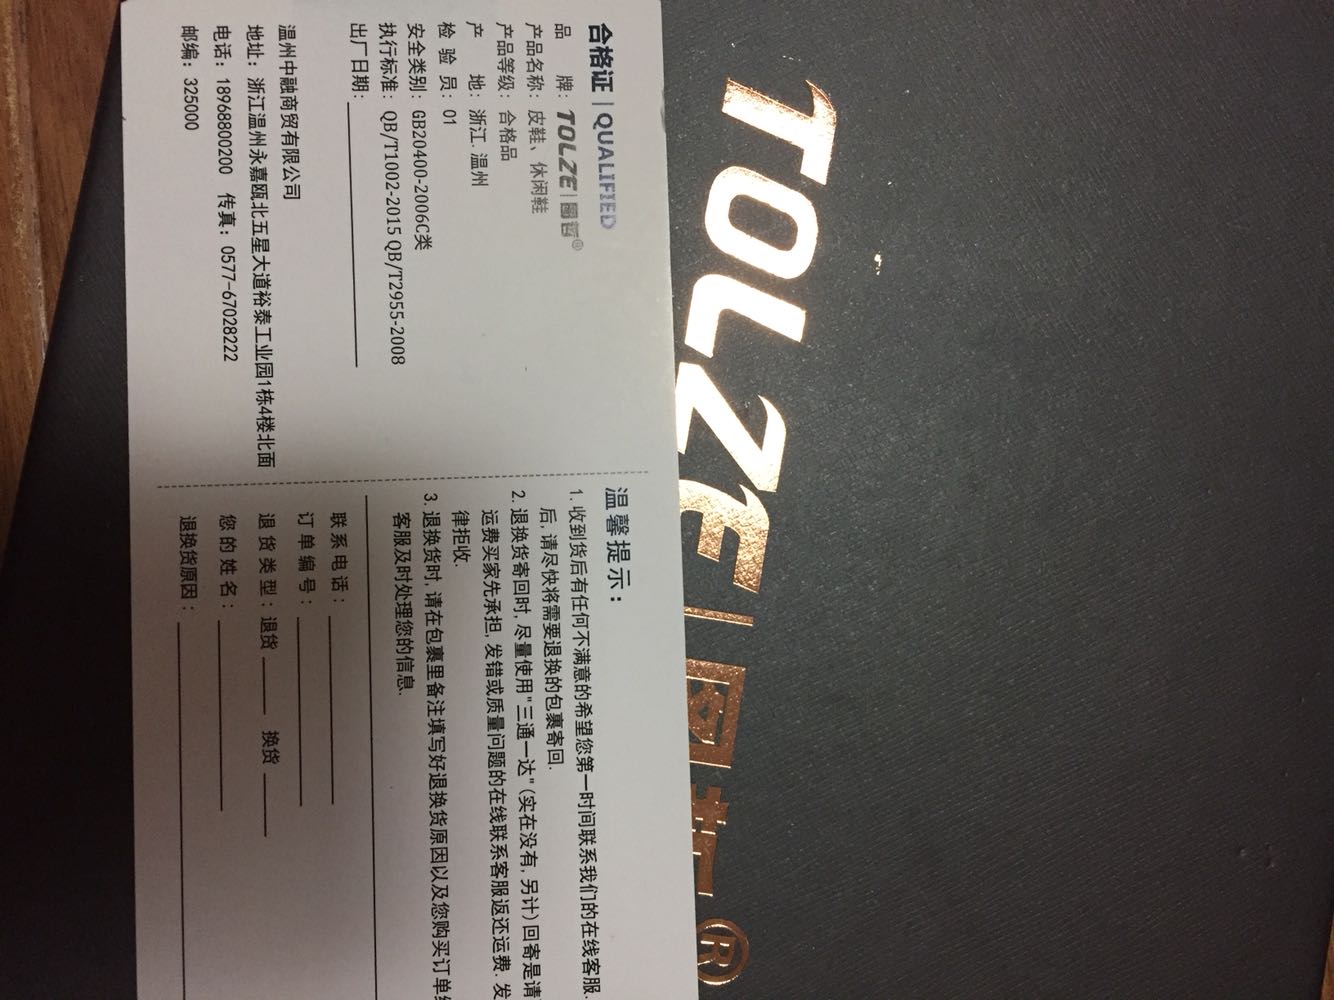 合格证 | QUALIFIED
品 牌: TOLZE | 圖哲®
产品名称: 皮鞋、休闲鞋
产品等级: 合格品
产 地: 浙江.温州
检 验 员: 01
安全类别: GB20400-2006C类
执行标准: QB/T1002-2015 QB/T2955-2008
出厂日期:
温州中融商贸有限公司
地址: 浙江温州永嘉瓯北五星大道裕泰工业园1栋4楼北面
电话: 18968800200 传真: 0577-67028222
邮编: 325000
温馨提示:
1. 收到货后有任何不满意的希望您第一时间联系我们的在线客服.
后, 请尽快将需要退换的包裹寄回.
2. 退换货寄回时, 尽量使用"三通一达" (实在没有, 另计) 回寄是请
运费买家先承担, 发错或质量问题的在线联系客服返还运费. 发
律拒收.
3. 退换货时, 请在包裹里备注填写好退换货原因以及您购买订单
客服及时处理您的信息.
联系电话:
订单编号:
退货类型: 退货 换货
您的姓名:
退换货原因:
TOLZE | 图哲®